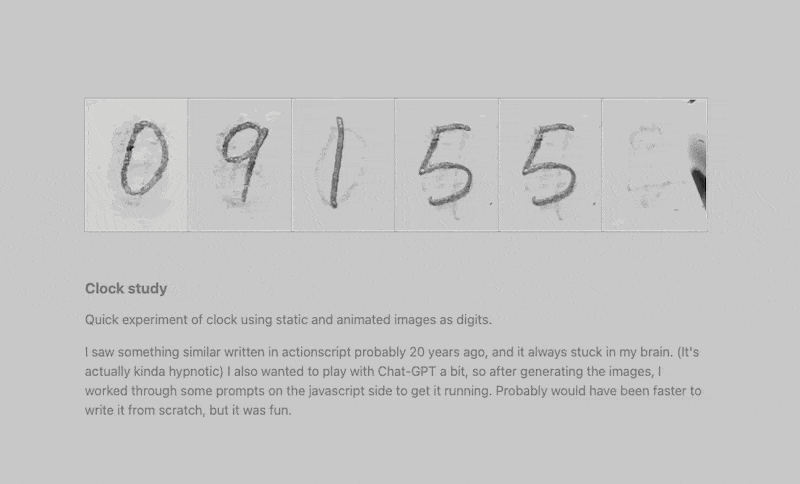 0 9 1 5 5
Clock study
Quick experiment of clock using static and animated images as digits.
I saw something similar written in actionscript probably 20 years ago, and it always stuck in my brain. (It's
actually kinda hypnotic) I also wanted to play with Chat-GPT a bit, so after generating the images, I
worked through some prompts on the javascript side to get it running. Probably would have been faster to
write it from scratch, but it was fun.